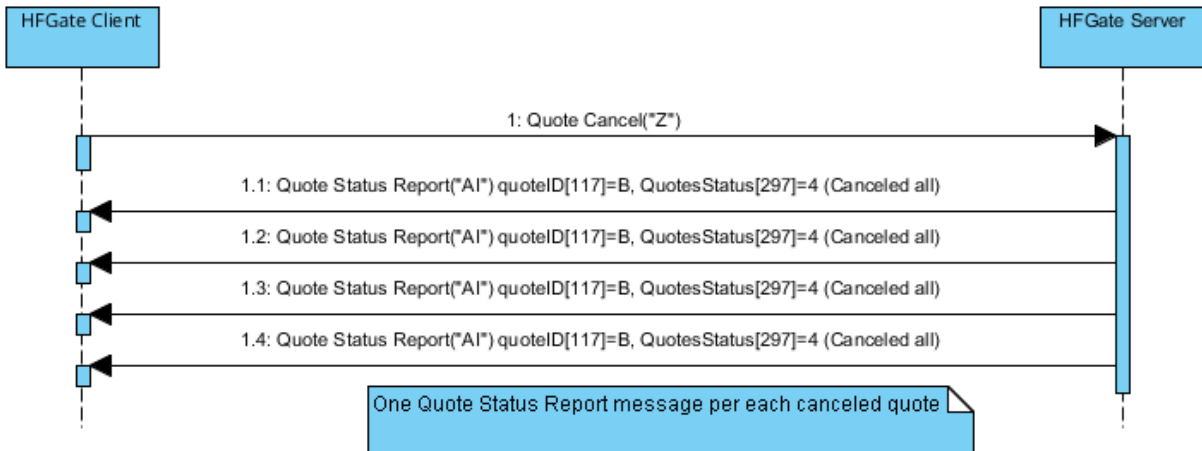 HFGate Client
HFGate Server
1: Quote Cancel("Z")
1.1: Quote Status Report("AI") quoteID[117]=B, QuotesStatus[297]=4 (Canceled all)
1.2: Quote Status Report("AI") quoteID[117]=B, QuotesStatus[297]=4 (Canceled all)
1.3: Quote Status Report("AI") quoteID[117]=B, QuotesStatus[297]=4 (Canceled all)
1.4: Quote Status Report("AI") quoteID[117]=B, QuotesStatus[297]=4 (Canceled all)
One Quote Status Report message per each canceled quote